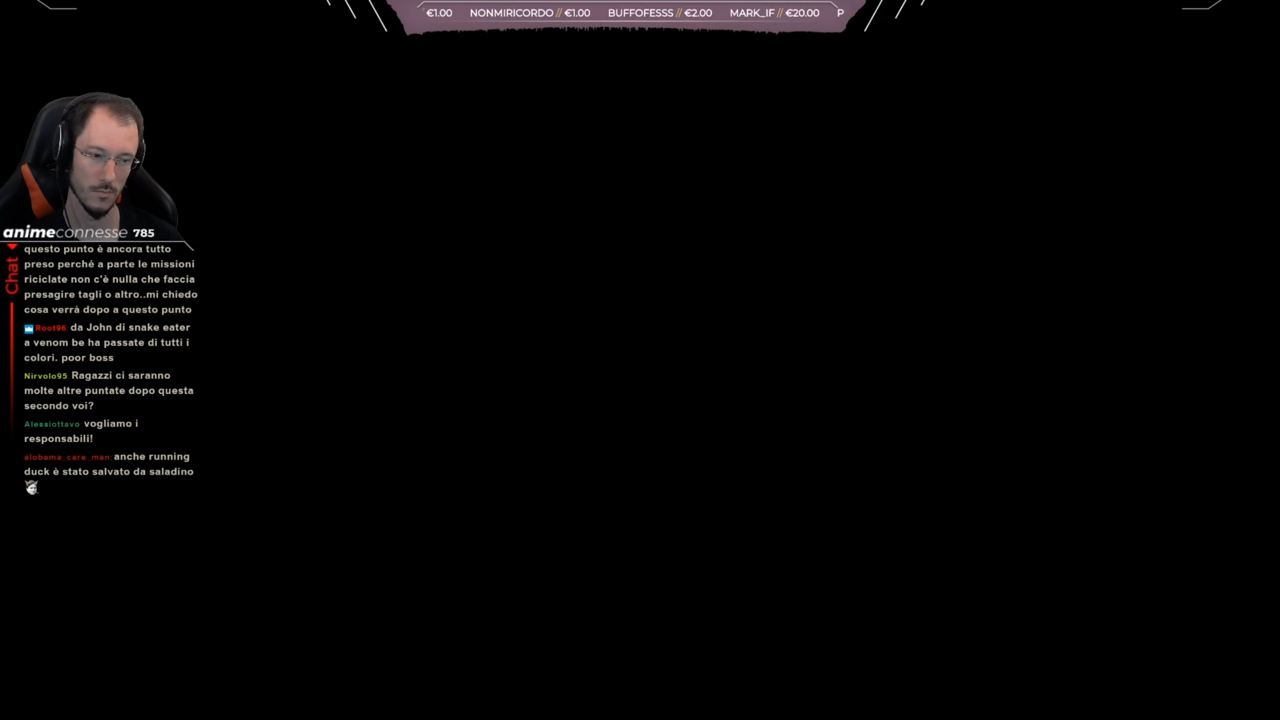 €1.00 NONMIRICORDO // €1.00 BUFFOFESSS // €2.00 MARK_IF // €20.00 P
animeconnesse 785
Chat
questo punto è ancora tutto
preso perché a parte le missioni
riciclate non c'è nulla che faccia
presagire tagli o altro..mi chiedo
cosa verrà dopo a questo punto
Root96 da John di snake eater
a venom be ha passate di tutti i
colori. poor boss
Nirvolo95 Ragazzi ci saranno
molte altre puntate dopo questa
secondo voi?
Alessiottavo vogliamo i
responsabili!
alobama_care_man: anche running
duck è stato salvato da saladino